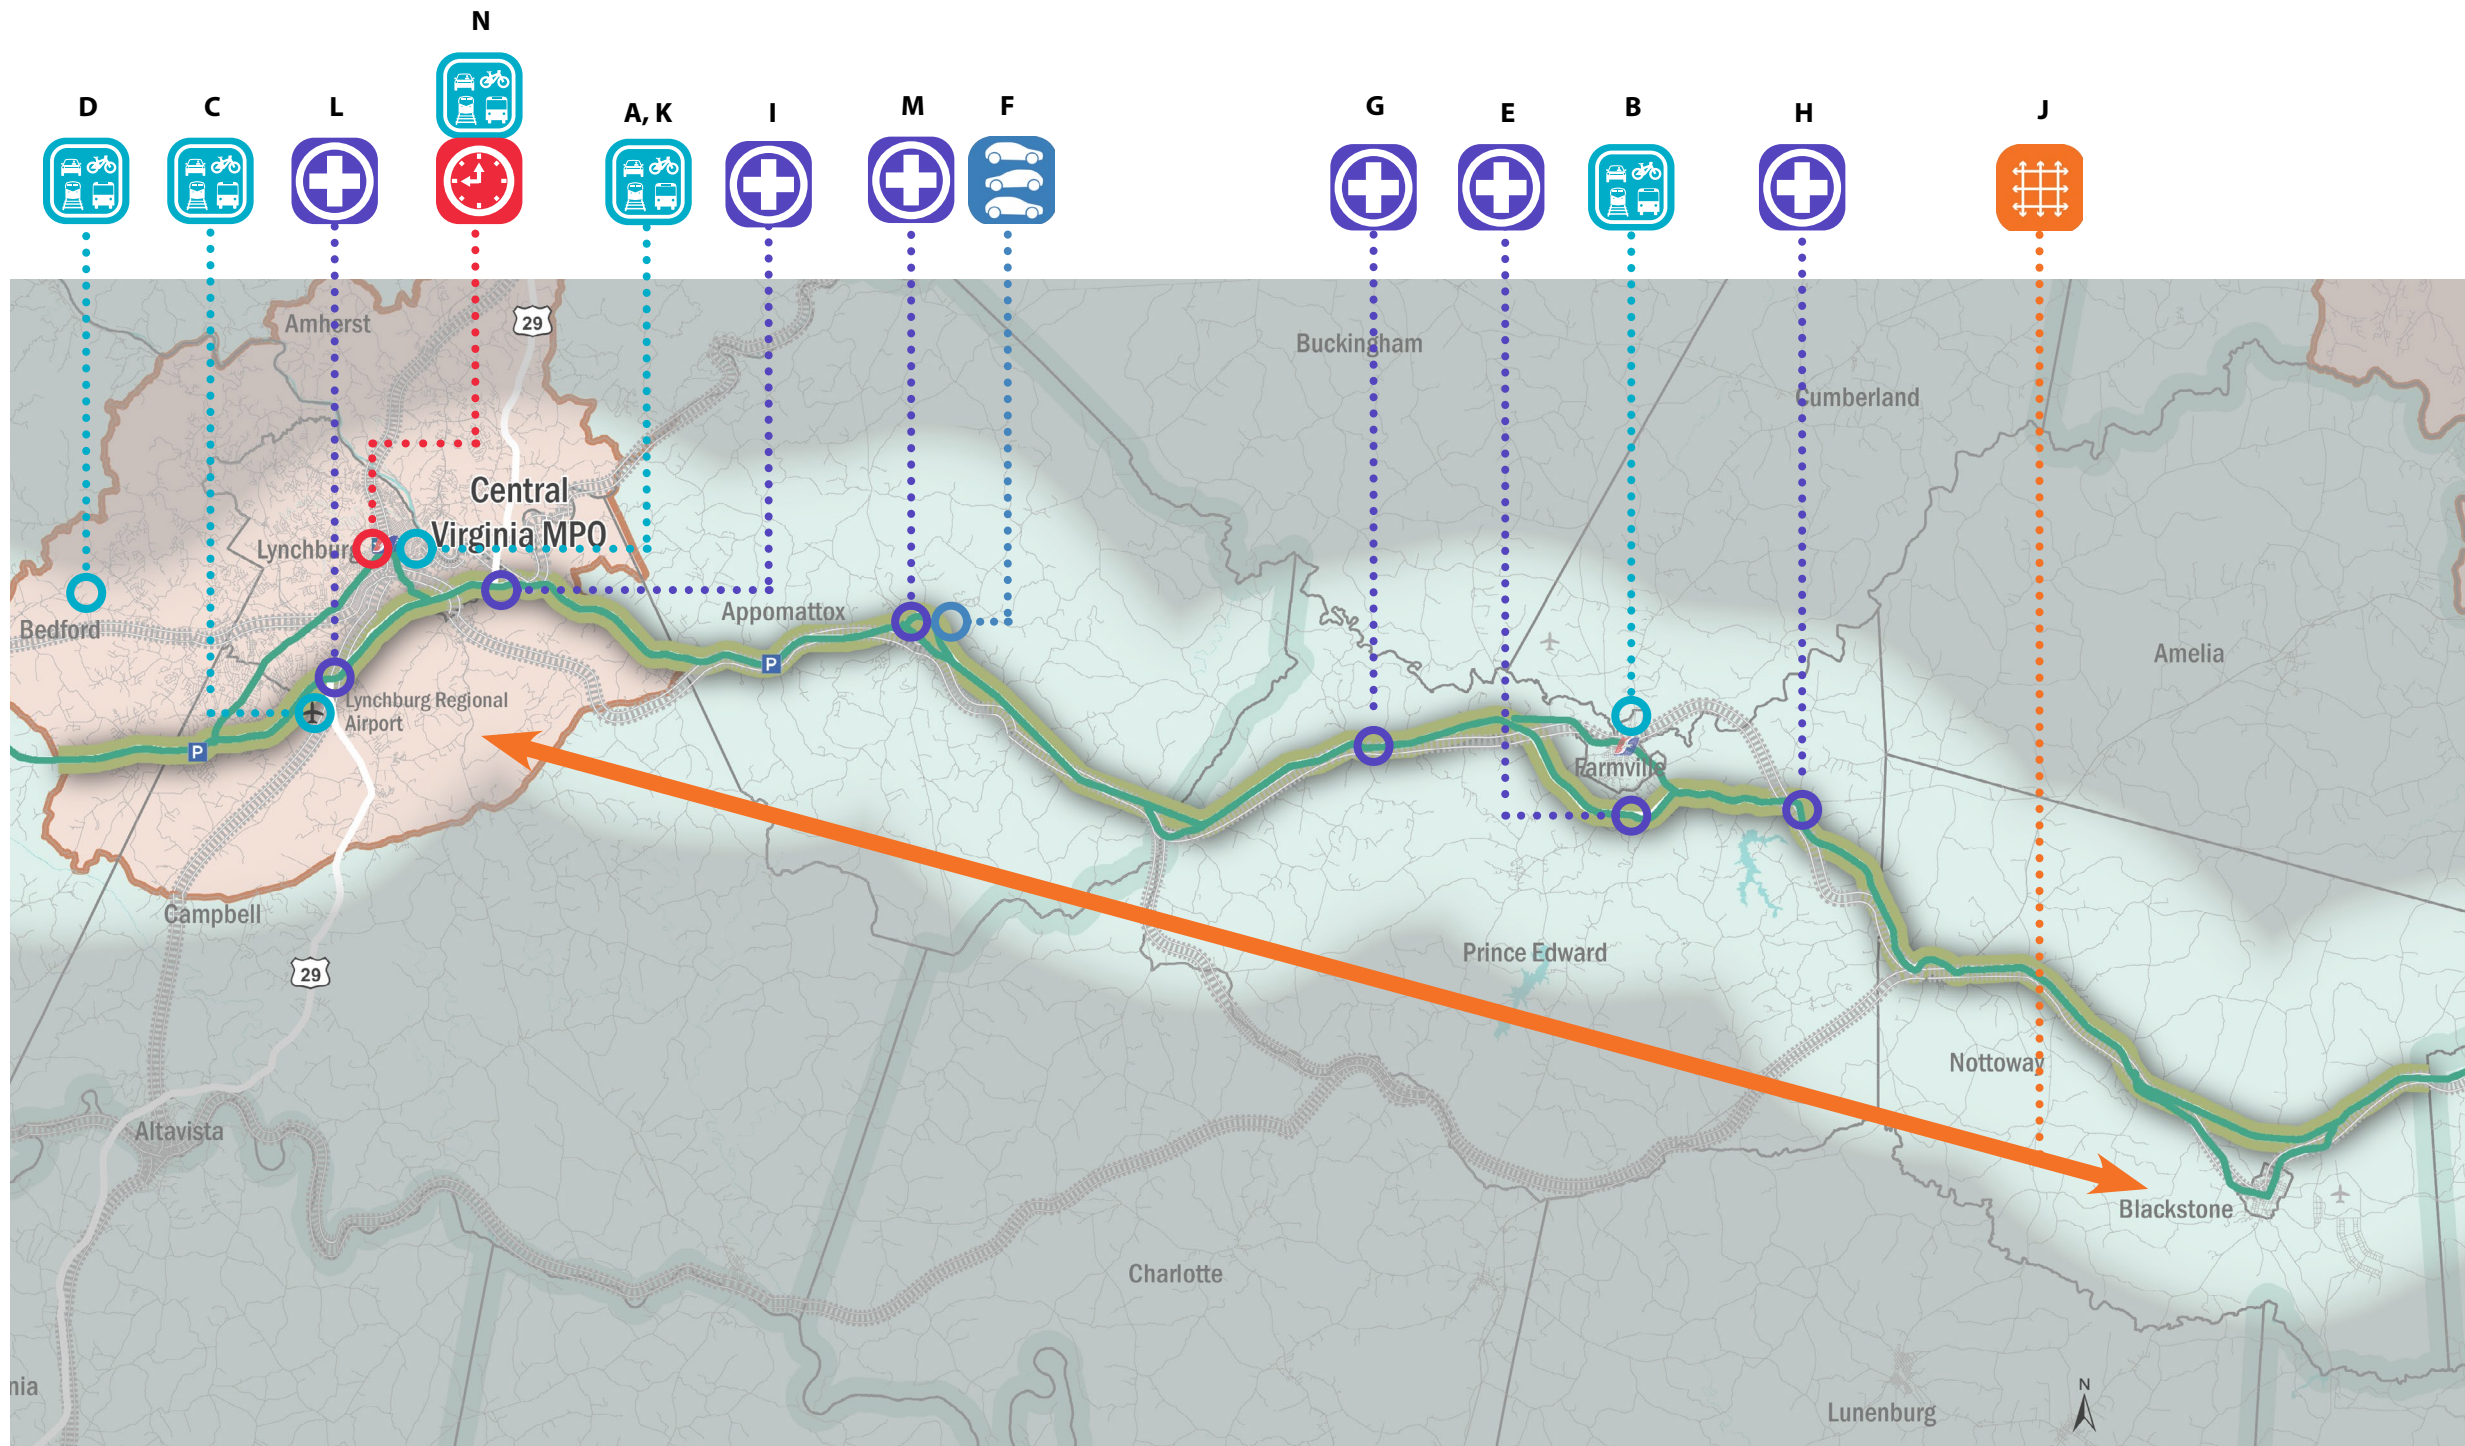 N
D
C
L
A, K
I
M
F
G
E
B
H
J
Amherst
29
Buckingham
Cumberland
Central
Virginia MPO
Lynchburg
Bedford
Appomattox
P
Amelia
Lynchburg Regional
Airport
P
Farmville
Campbell
Prince Edward
29
Nottoway
Altavista
Blackstone
Charlotte
nia
N
Lunenburg